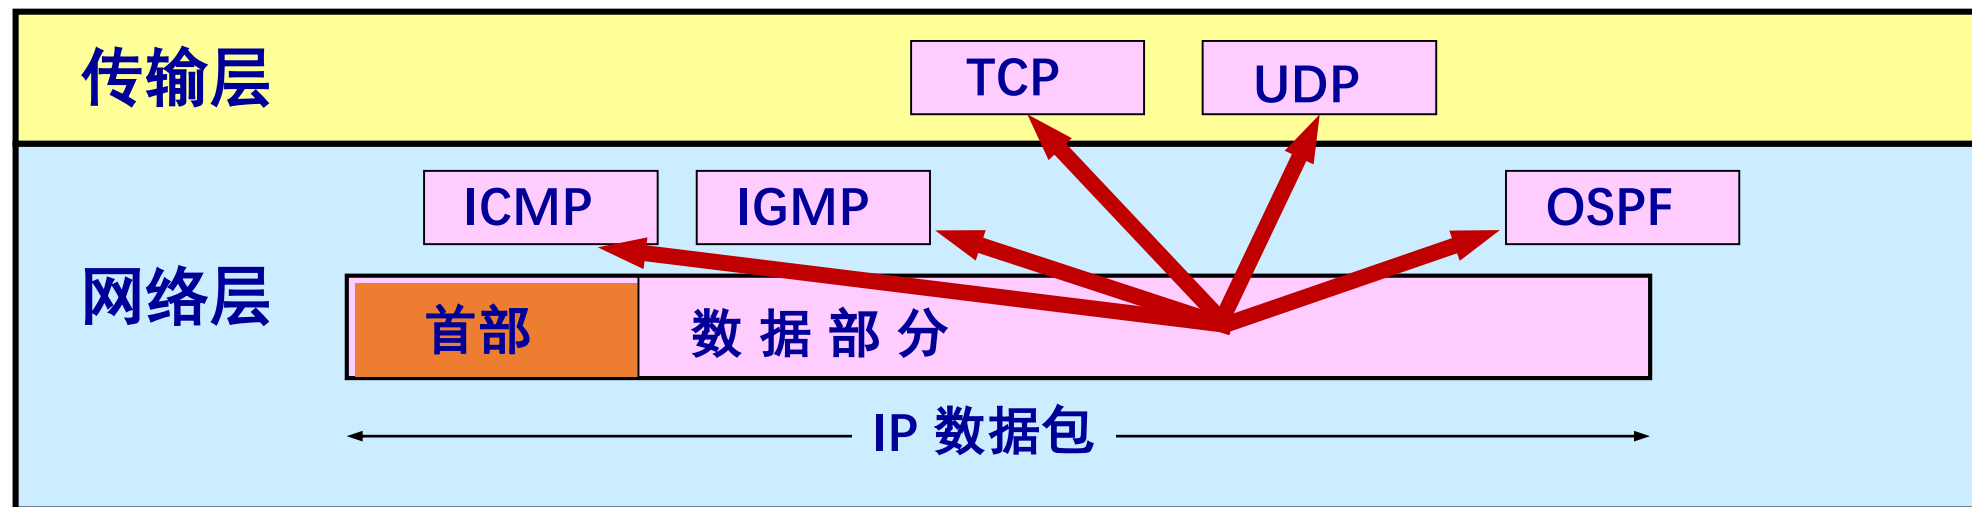 传输层
TCP
UDP
ICMP
IGMP
OSPF
网络层
首部
数 据 部 分
IP 数据包